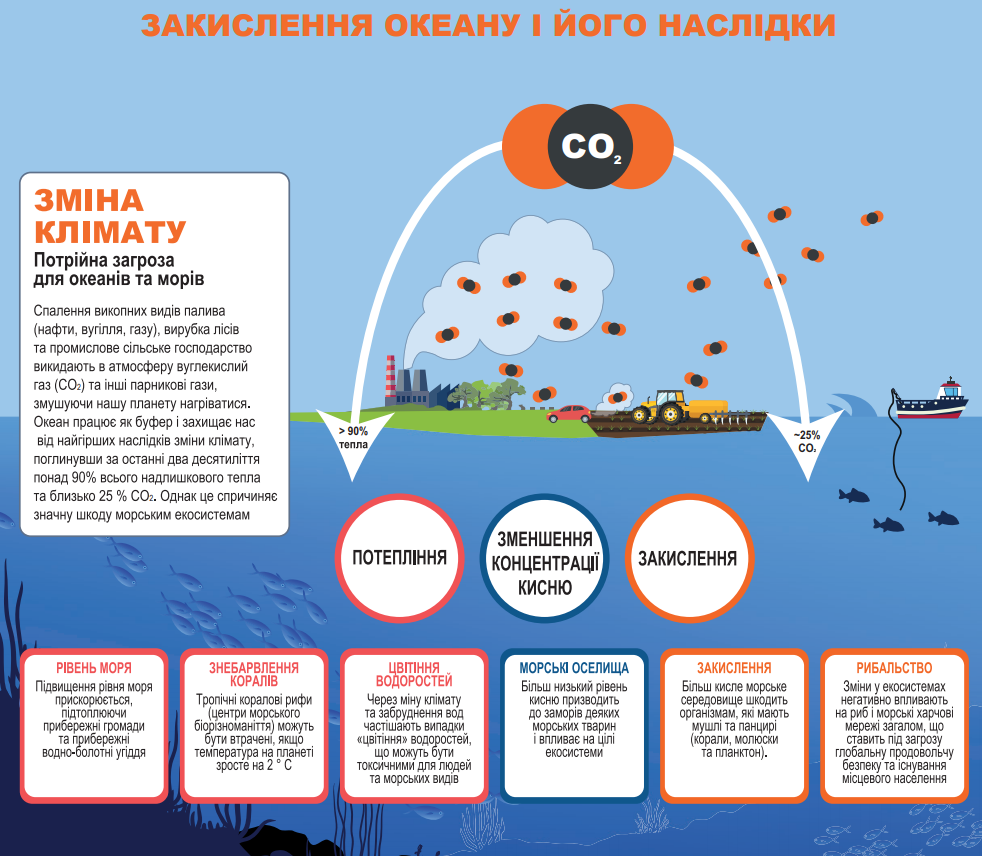 ЗАКИСЛЕННЯ ОКЕАНУ І ЙОГО НАСЛІДКИ
CO₂
ЗМІНА
КЛІМАТУ
Потрійна загроза
для океанів та морів
Спалення викопних видів палива
(нафти, вугілля, газу), вирубка лісів
та промислове сільське господарство
викидають в атмосферу вуглекислий
газ (CO₂) та інші парникові гази,
змушуючи нашу планету нагріватися.
Океан працює як буфер і захищає нас
від найгірших наслідків зміни клімату,
поглинувши за останні два десятиліття
понад 90% всього надлишкового тепла
та близько 25 % CO₂. Однак це спричиняє
значну шкоду морським екосистемам
> 90%
тепла
~25%
CO₂
ПОТЕПЛІННЯ
ЗМЕНШЕННЯ
КОНЦЕНТРАЦІЇ
КИСНЮ
ЗАКИСЛЕННЯ
РІВЕНЬ МОРЯ
Підвищення рівня моря
прискорюється,
підтоплюючи
прибережні громади
та прибережні
водно-болотні угіддя
ЗНЕБАРВЛЕННЯ
КОРАЛІВ
Тропічні коралові рифи
(центри морського
біорізноманіття) можуть
бути втрачені, якщо
температура на планеті
зросте на 2 ° С
ЦВІТІННЯ
ВОДОРОСТЕЙ
Через міну клімату
та забруднення вод
частішають випадки
«цвітіння» водоростей,
що можуть бути
токсичними для людей
та морських видів
МОРСЬКІ ОСЕЛИЩА
Більш низький рівень
кисню призводить
до заморів деяких
морських тварин
і впливає на цілі
екосистеми
ЗАКИСЛЕННЯ
Більш кисле морське
середовище шкодить
організмам, які мають
мушлі та панцирі
(корали, молюски
та планктон).
РИБАЛЬСТВО
Зміни у екосистемах
негативно впливають
на риб і морські харчові
мережі загалом, що
ставить під загрозу
глобальну продовольчу
безпеку та існування
місцевого населення